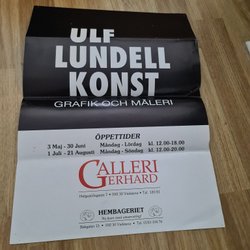 ULF
LUNDELL
KONST
GRAFIK OCH MÅLERI
ÖPPETTIDER
3 Maj - 30 Juni Måndag - Lördag kl. 12.00-18.00
1 Juli - 21 Augusti Måndag - Söndag kl. 12.00-20.00
GALLERI
GERHARD
HEMBAGERIET